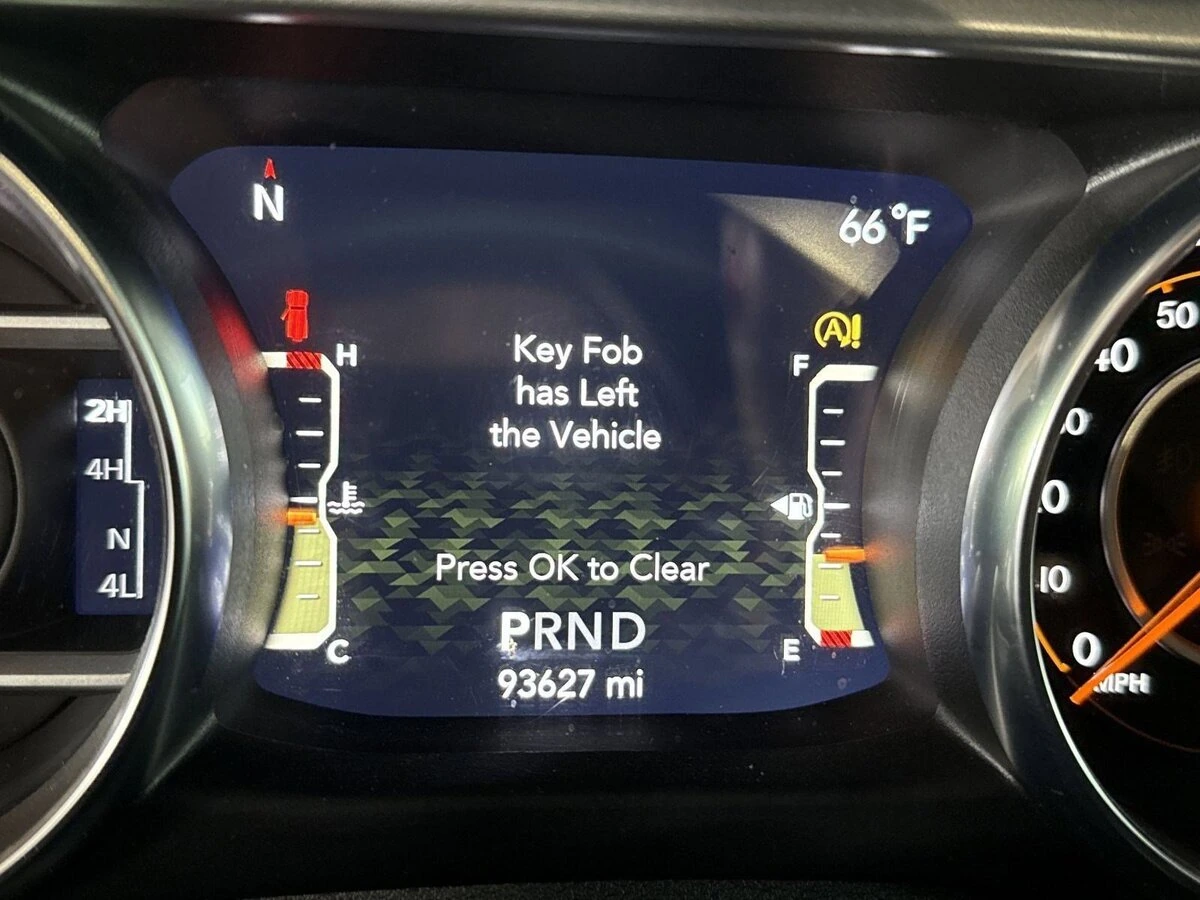 N
66°F
H
F
Key Fob
has Left
the Vehicle
2H
4H
N
4L
Press OK to Clear
PRND
93627 mi
C
E
A!
50
40
10
0
MPH